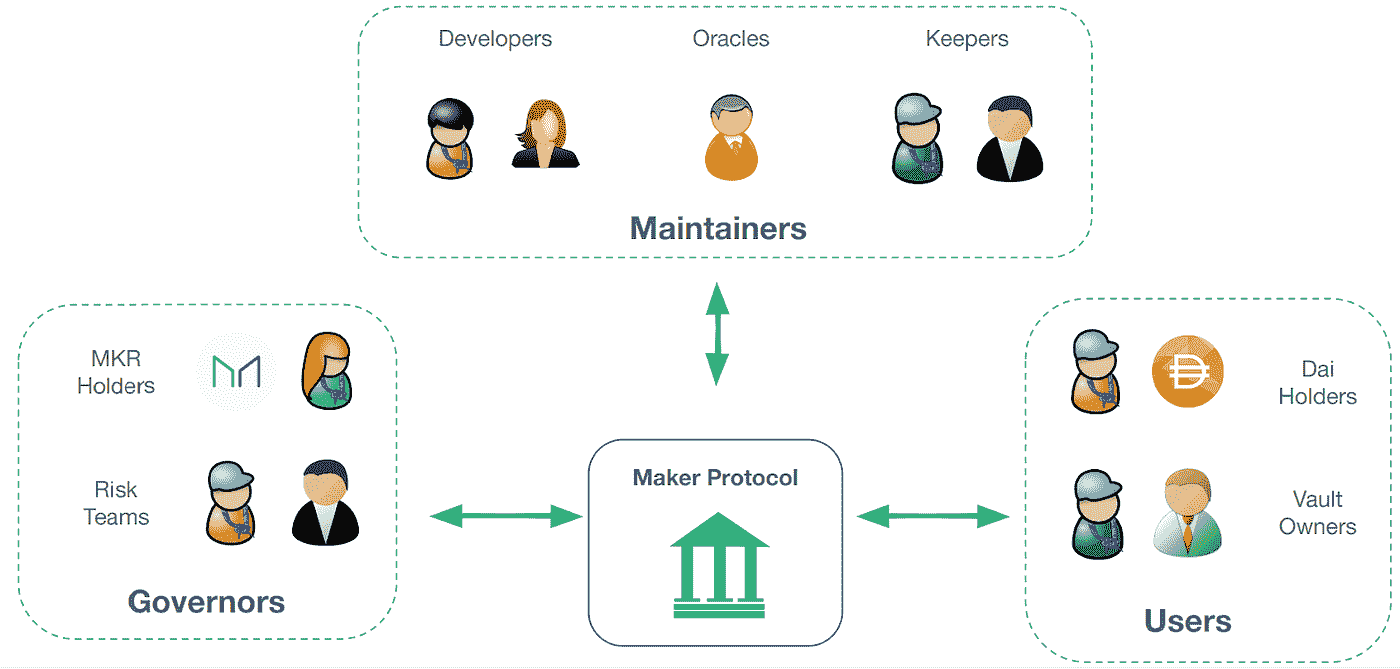 Developers
Oracles
Keepers
Maintainers
MKR
Holders
Risk
Teams
Governors
Maker Protocol
Dai
Holders
Vault
Owners
Users